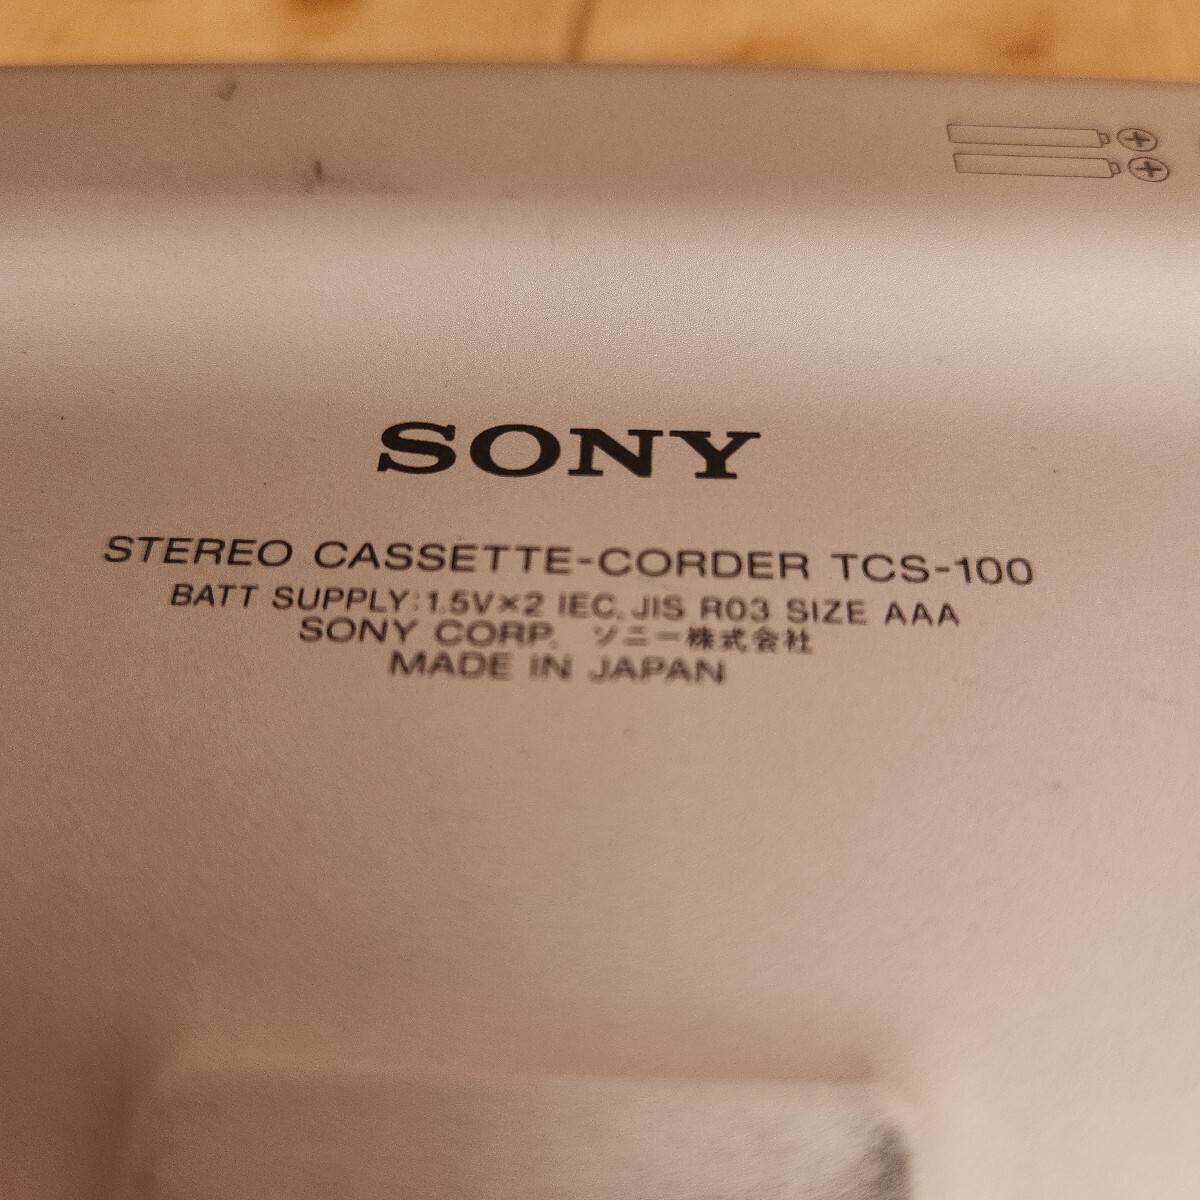 SONY
STEREO CASSETTE-CORDER TCS-100
BATT SUPPLY:1.5V×2 IEC, JIS R03 SIZE AAA
SONY CORP. ソニー株式会社
MADE IN JAPAN